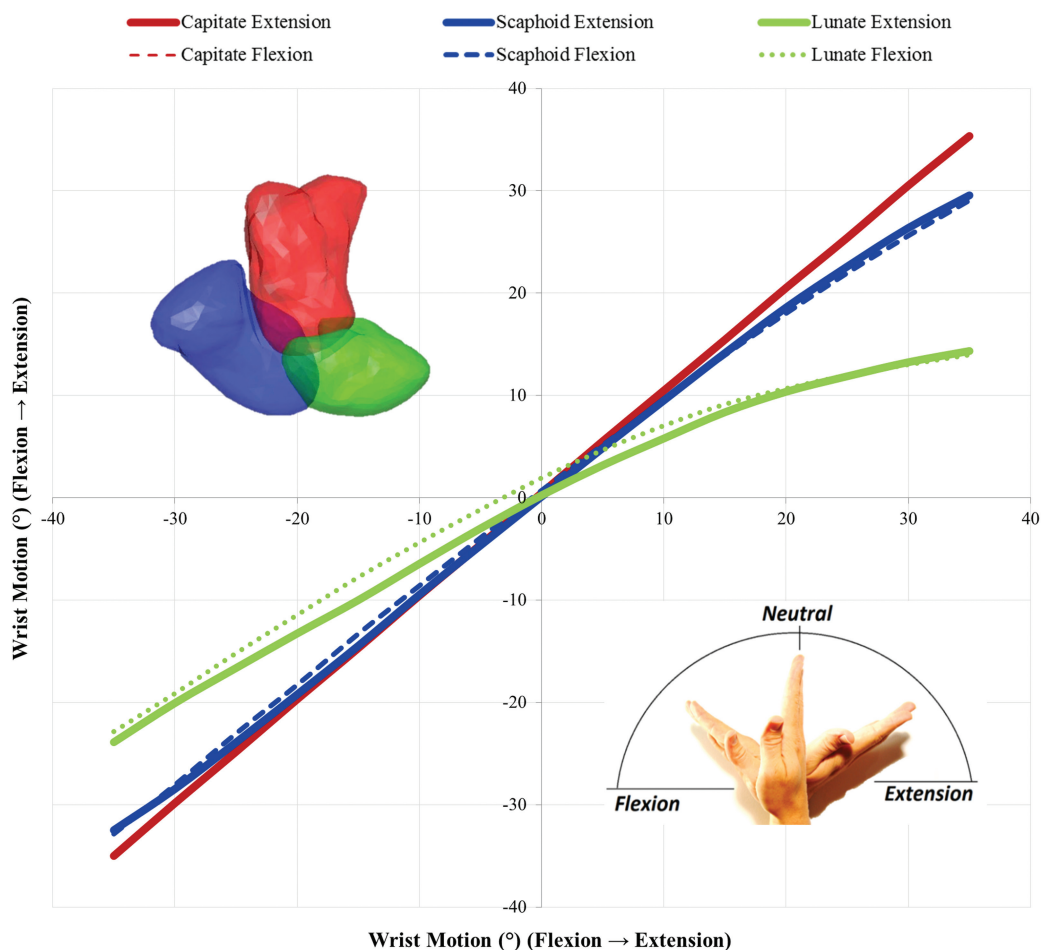 Capitate Extension Scaphoid Extension Lunate Extension
Capitate Flexion Scaphoid Flexion Lunate Flexion
40
30
20
10
0
-40 -30 -20 -10 0 10 20 30 40
-10
-20
-30
-40
Wrist Motion (°) (Flexion → Extension)
Neutral
Flexion
Extension
Wrist Motion (°) (Flexion → Extension)